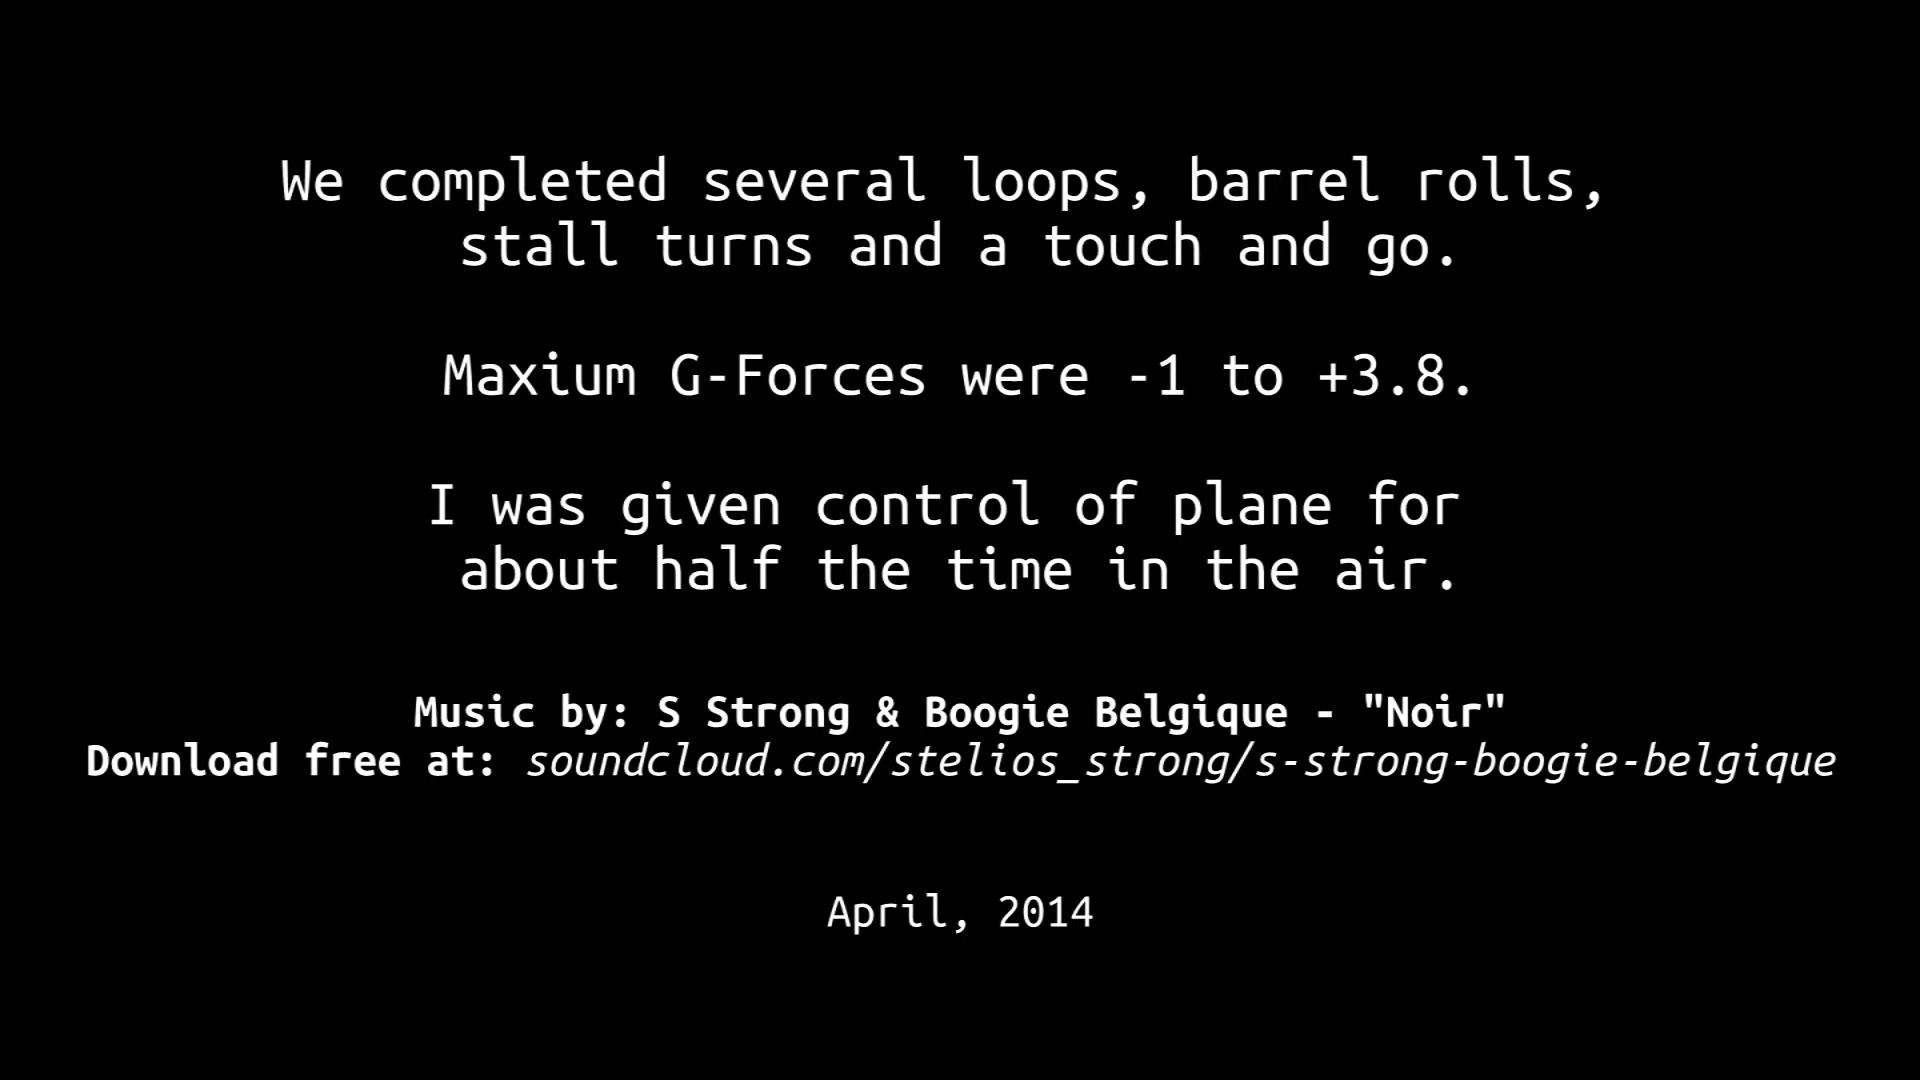 We completed several loops, barrel rolls,
stall turns and a touch and go.
Maxium G-Forces were -1 to +3.8.
I was given control of plane for
about half the time in the air.
Music by: S Strong & Boogie Belgique - "Noir"
Download free at: soundcloud.com/stelios_strong/s-strong-boogie-belgique
April, 2014